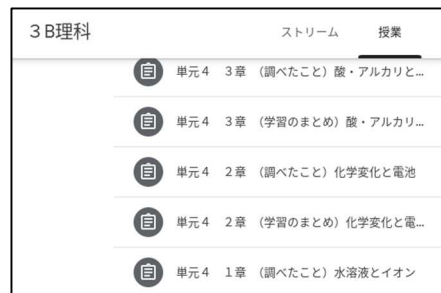 ３B理科
ストリーム 授業
単元４　３章　（調べたこと）酸・アルカリと…
単元４　３章　（学習のまとめ）酸・アルカリ…
単元４　２章　（調べたこと）化学変化と電池
単元４　２章　（学習のまとめ）化学変化と電…
単元４　１章　（調べたこと）水溶液とイオン